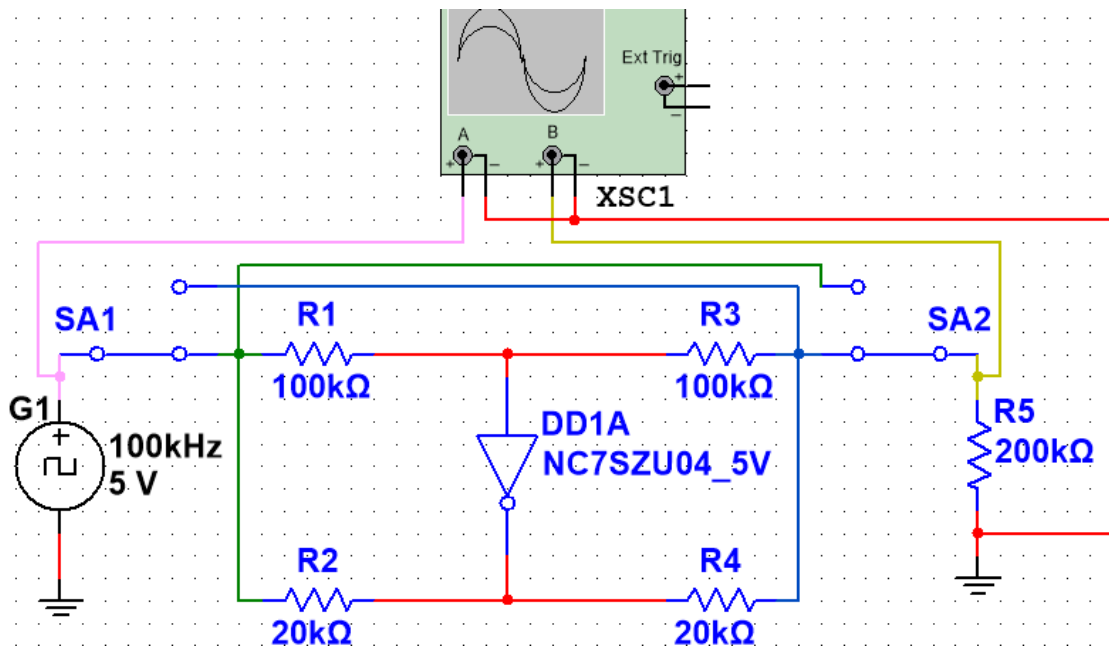 Ext Trig
+
−
A
B
+ − + −
XSC1
SA1
R1
100kΩ
R3
100kΩ
SA2
G1
+
100kHz
5 V
DD1A
NC7SZU04_5V
R5
200kΩ
R2
20kΩ
R4
20kΩ